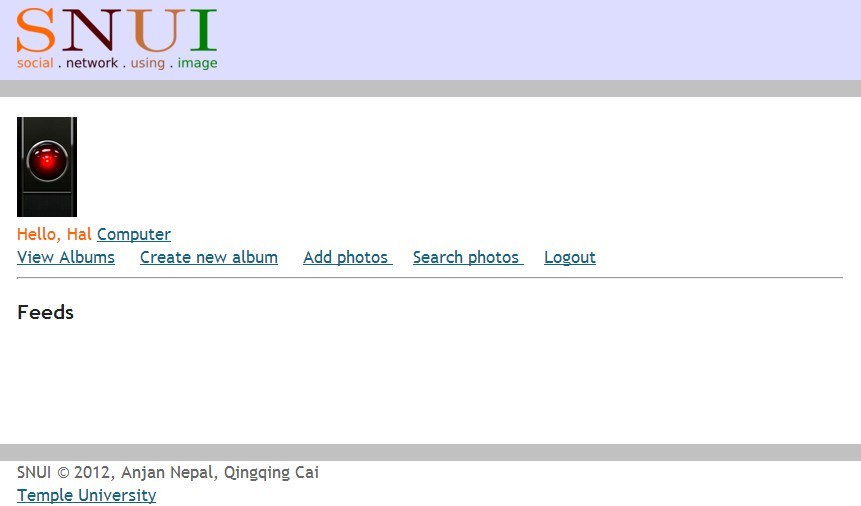 SNUI
social . network . using . image
Hello, Hal Computer
View Albums Create new album Add photos Search photos Logout
Feeds
SNUI © 2012, Anjan Nepal, Qingqing Cai
Temple University